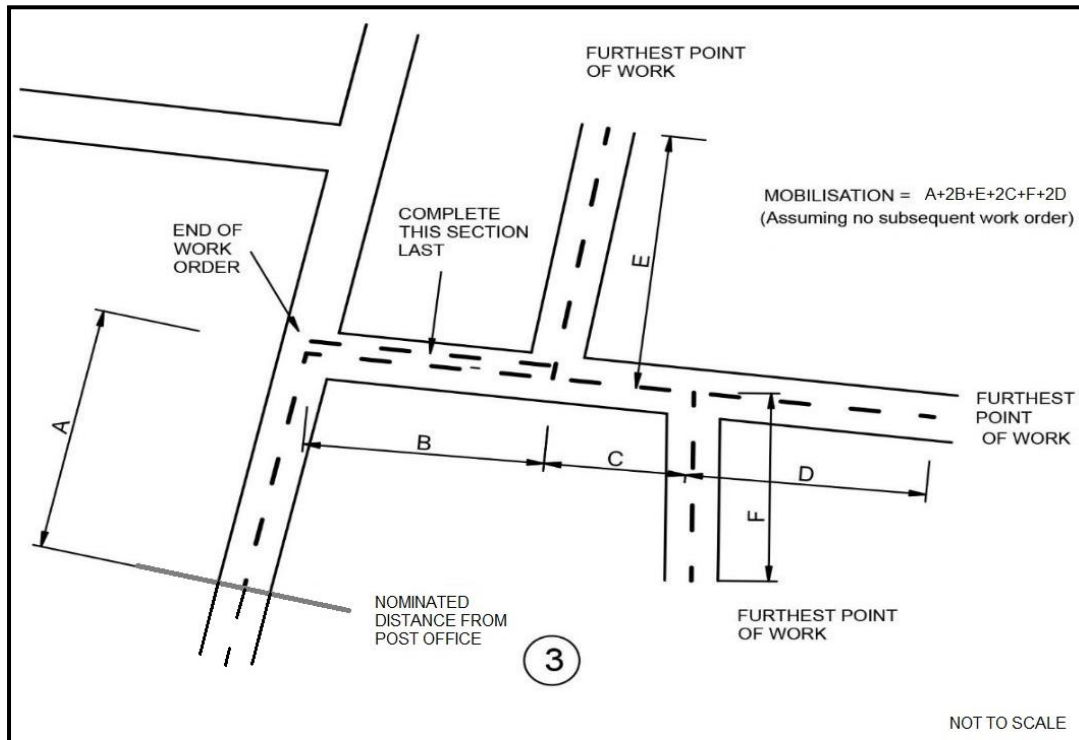 FURTHEST POINT
OF WORK
MOBILISATION = A+2B+E+2C+F+2D
(Assuming no subsequent work order)
COMPLETE
THIS SECTION
LAST
END OF
WORK
ORDER
E
A
B
C
D
F
FURTHEST
POINT
OF WORK
NOMINATED
DISTANCE FROM
POST OFFICE
FURTHEST POINT
OF WORK
3
NOT TO SCALE